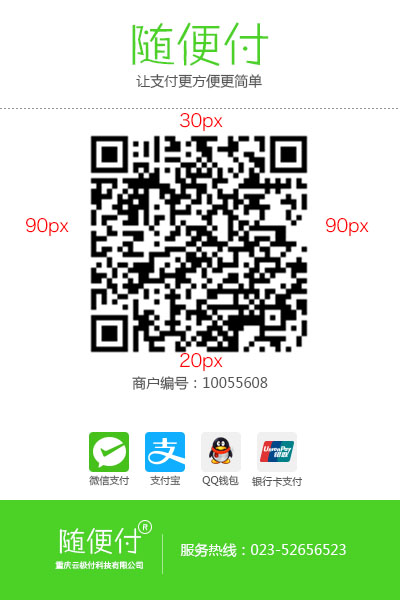 随便付
让支付更方便更简单
30px
90px
90px
20px
商户编号：10055608
微信支付
支付宝
QQ钱包
UnionPay
银联
银行卡支付
随便付®
重庆云极付科技有限公司
服务热线：023-52656523